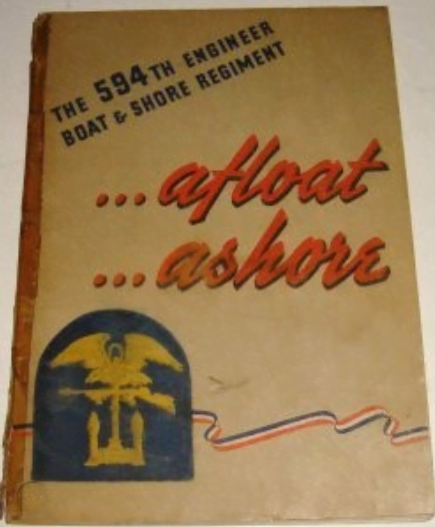 THE 594TH ENGINEER
BOAT & SHORE REGIMENT
...afloat
...ashore